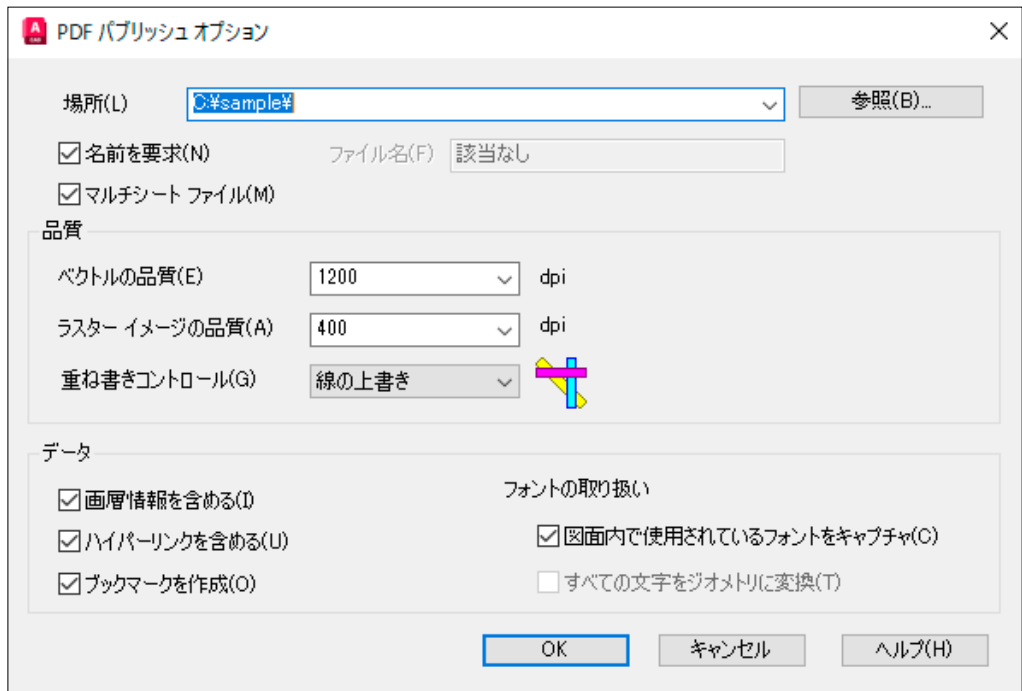 PDF パブリッシュ オプション
場所(L) C:¥sample¥ 参照(B)...
名前を要求(N) ファイル名(F) 該当なし
マルチシート ファイル(M)
品質
ベクトルの品質(E) 1200 dpi
ラスター イメージの品質(A) 400 dpi
重ね書きコントロール(G) 線の上書き
データ
画層情報を含める(I) フォントの取り扱い
ハイパーリンクを含める(U) 図面内で使用されているフォントをキャプチャ(C)
ブックマークを作成(O) すべての文字をジオメトリに変換(T)
OK キャンセル ヘルプ(H)